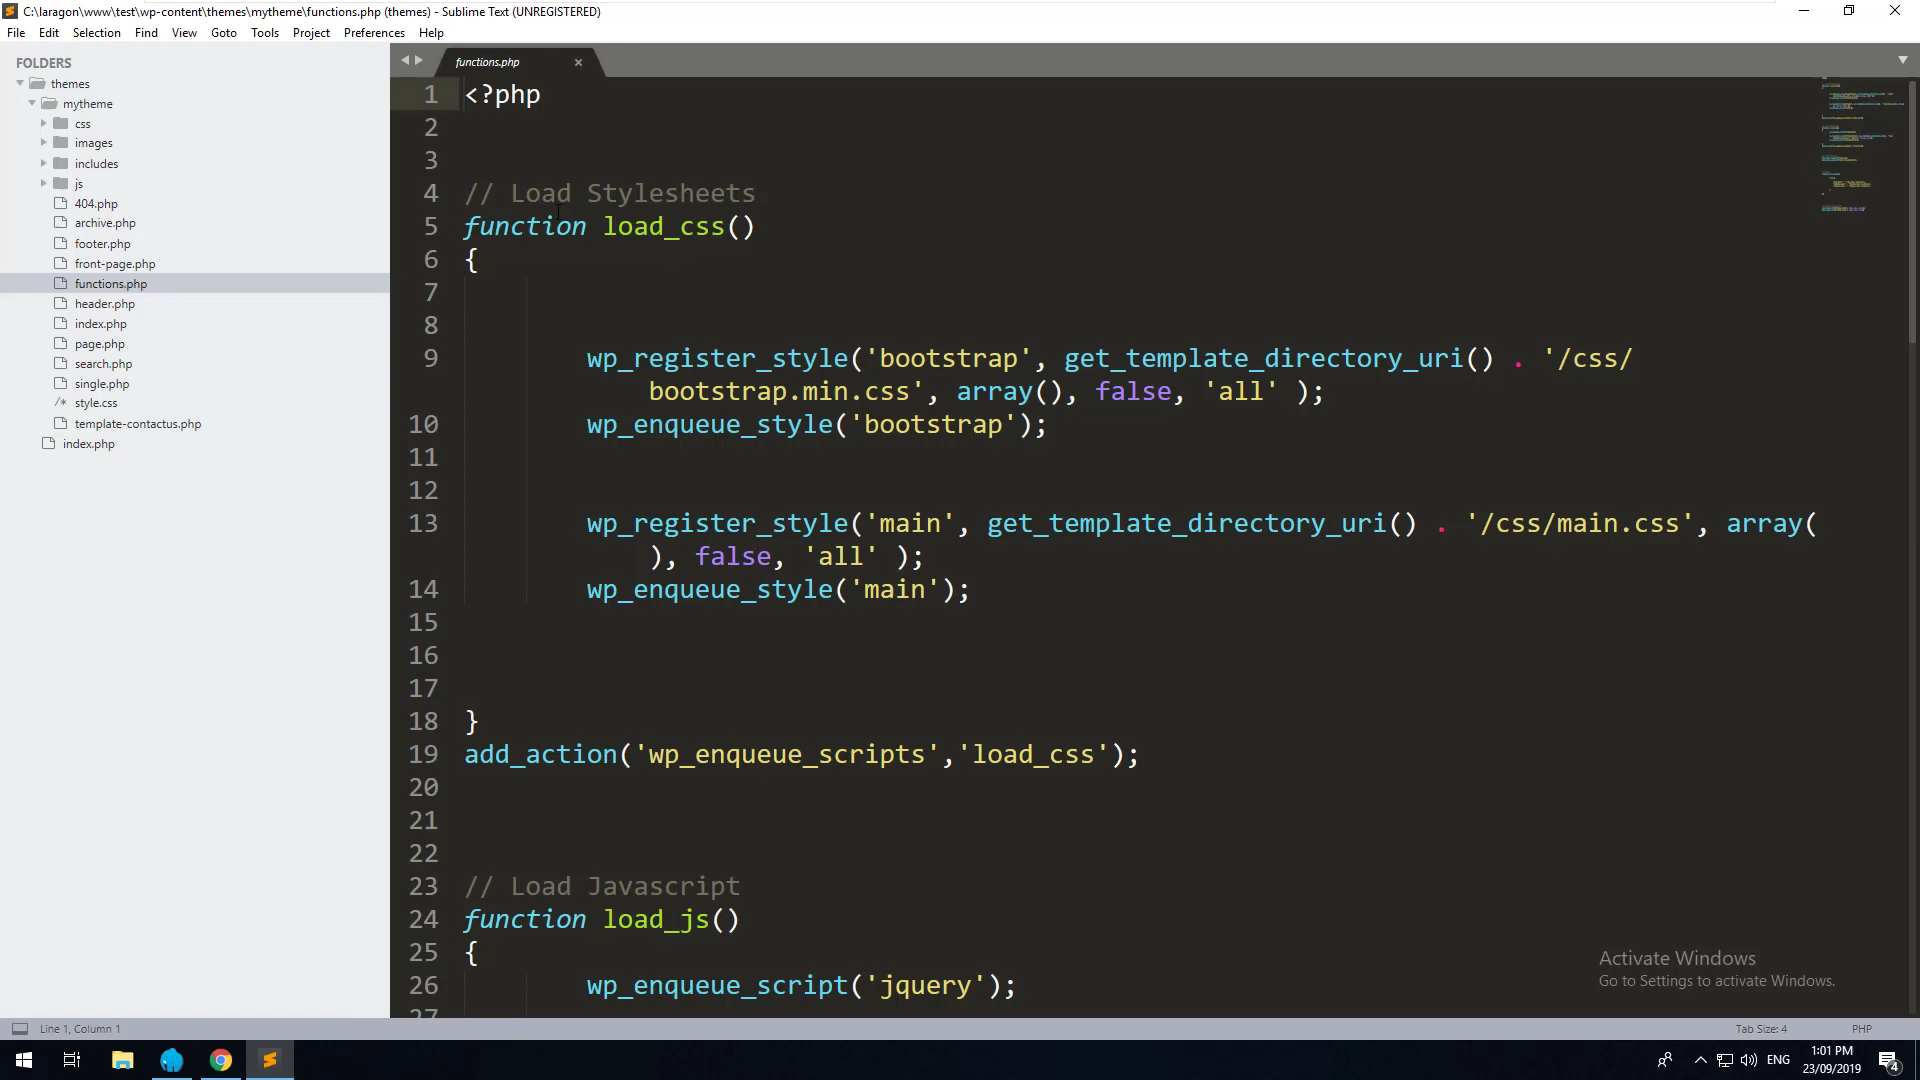 C:\laragon\www\test\wp-content\themes\mytheme\functions.php (themes) - Sublime Text (UNREGISTERED)
File Edit Selection Find View Goto Tools Project Preferences Help
FOLDERS
themes
mytheme
css
images
includes
js
404.php
archive.php
footer.php
front-page.php
functions.php
header.php
index.php
page.php
search.php
single.php
/* style.css
template-contactus.php
index.php
functions.php ×
1 <?php
2
3
4 // Load Stylesheets
5 function load_css()
6 {
7
8
9 wp_register_style('bootstrap', get_template_directory_uri() . '/css/
bootstrap.min.css', array(), false, 'all' );
10 wp_enqueue_style('bootstrap');
11
12
13 wp_register_style('main', get_template_directory_uri() . '/css/main.css', array(
), false, 'all' );
14 wp_enqueue_style('main');
15
16
17
18 }
19 add_action('wp_enqueue_scripts','load_css');
20
21
22
23 // Load Javascript
24 function load_js()
25 {
26 wp_enqueue_script('jquery');
27
Activate Windows
Go to Settings to activate Windows.
Line 1, Column 1
Tab Size: 4 PHP
ENG
1:01 PM
23/09/2019
4